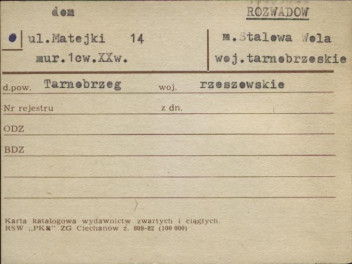 dom ROZWADOW
ul.Matejki 14 m.Stalowa Wola
mur.1cw.XXw. woj.tarnobrzeskie
d.pow. Tarnobrzeg woj. rzeszowskie
Nr rejestru z dn.
ODZ
BDZ
Karta katalogowa wydawnictw zwartych i ciągłych.
RSW „PKR" ZG Ciechanów z. 800-82 (100 000)